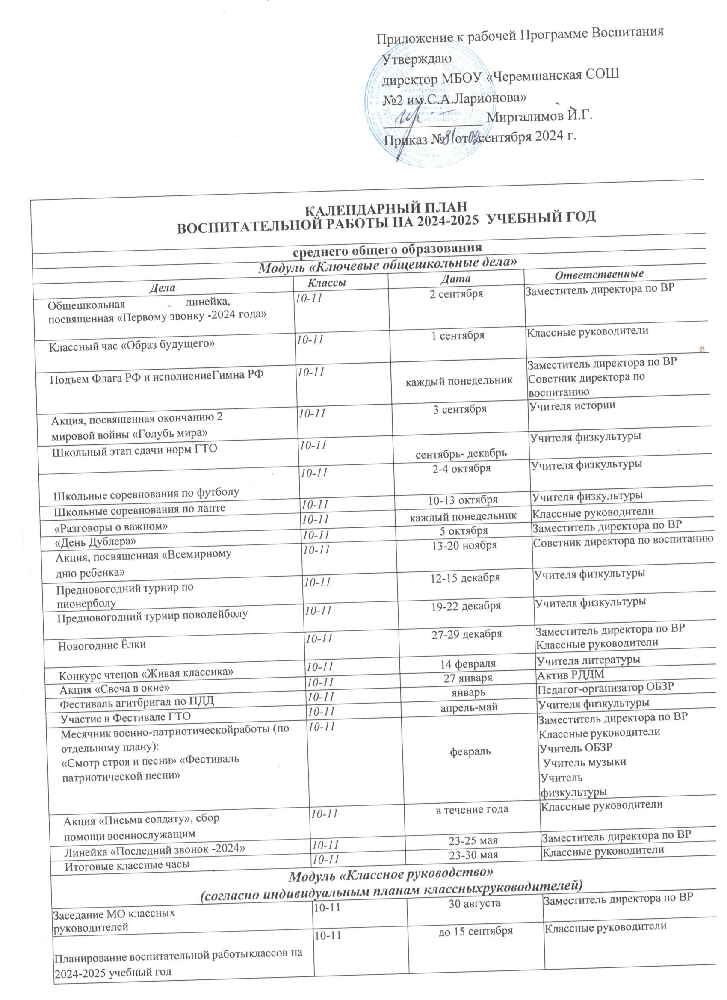 Приложение к рабочей Программе Воспитания
Утверждаю
директор МБОУ «Черемшанская СОШ
№2 им.С.А.Ларионова»
Миргалимов Й.Г.
Приказ №91от02сентября 2024 г.
КАЛЕНДАРНЫЙ ПЛАН
ВОСПИТАТЕЛЬНОЙ РАБОТЫ НА 2024-2025 УЧЕБНЫЙ ГОД
среднего общего образования
Модуль «Ключевые общешкольные дела»
Дела Классы Дата Ответственные
Общешкольная линейка, 10-11 2 сентября Заместитель директора по ВР
посвященная «Первому звонку -2024 года»
Классный час «Образ будущего» 10-11 1 сентября Классные руководители
Подъем Флага РФ и исполнениеГимна РФ 10-11 каждый понедельник Заместитель директора по ВР
Советник директора по
воспитанию
Акция, посвященная окончанию 2 10-11 3 сентября Учителя истории
мировой войны «Голубь мира»
Школьный этап сдачи норм ГТО 10-11 сентябрь- декабрь Учителя физкультуры
Школьные соревнования по футболу 10-11 2-4 октября Учителя физкультуры
Школьные соревнования по лапте 10-11 10-13 октября Учителя физкультуры
«Разговоры о важном» 10-11 каждый понедельник Классные руководители
«День Дублера» 10-11 5 октября Заместитель директора по ВР
Акция, посвященная «Всемирному 10-11 13-20 ноября Советник директора по воспитанию
дню ребенка»
Предновогодний турнир по 10-11 12-15 декабря Учителя физкультуры
пионерболу
Предновогодний турнир поволейболу 10-11 19-22 декабря Учителя физкультуры
Новогодние Ёлки 10-11 27-29 декабря Заместитель директора по ВР
Классные руководители
Конкурс чтецов «Живая классика» 10-11 14 февраля Учителя литературы
Акция «Свеча в окне» 10-11 27 января Актив РДДМ
Фестиваль агитбригад по ПДД 10-11 январь Педагог-организатор ОБЗР
Участие в Фестивале ГТО 10-11 апрель-май Учителя физкультуры
Месячник военно-патриотическойработы (по 10-11 февраль Заместитель директора по ВР
отдельному плану): Классные руководители
«Смотр строя и песни» «Фестиваль Учитель ОБЗР
патриотической песни» Учитель музыки
Учитель
физкультуры
Акция «Письма солдату», сбор 10-11 в течение года Классные руководители
помощи военнослужащим
Линейка «Последний звонок -2024» 10-11 23-25 мая Заместитель директора по ВР
Итоговые классные часы 10-11 23-30 мая Классные руководители
Модуль «Классное руководство»
(согласно индивидуальным планам классныхруководителей)
Заседание МО классных 10-11 30 августа Заместитель директора по ВР
руководителей
Планирование воспитательной работыклассов на 10-11 до 15 сентября Классные руководители
2024-2025 учебный год